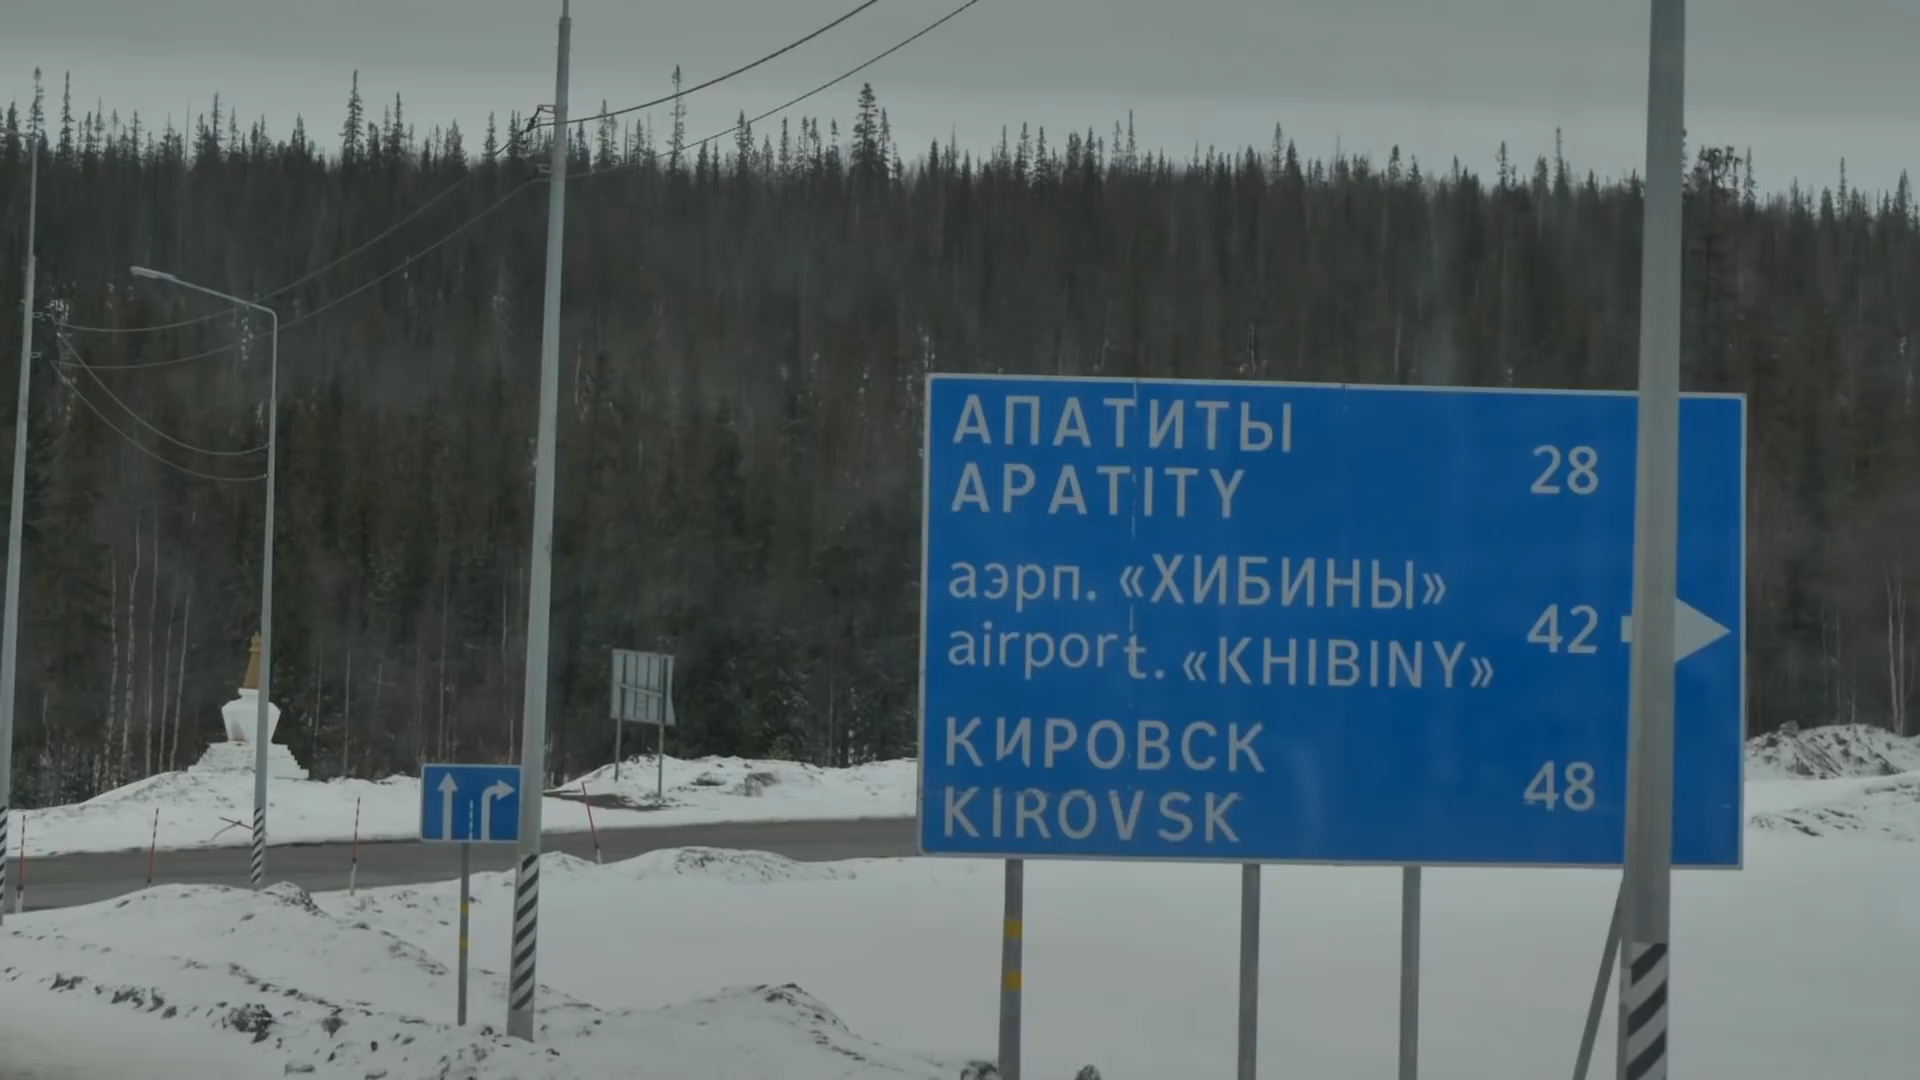 АПАТИТЫ
APATITY 28
аэрп. «ХИБИНЫ»
airport. «KHIBINY» 42
КИРОВСК
KIROVSK 48